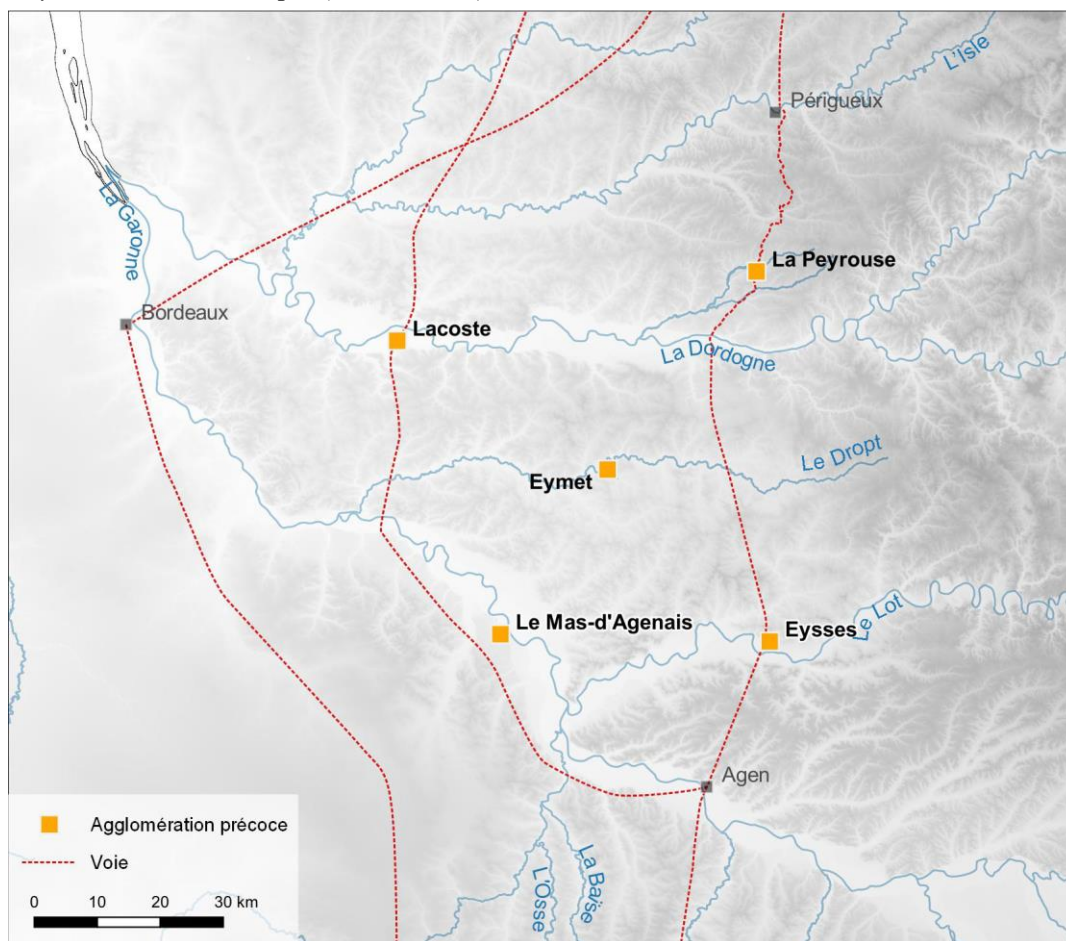 L'Isle
Périgueux
La Garonne
La Peyrouse
Bordeaux
Lacoste
La Dordogne
Eymet
Le Dropt
Le Mas-d'Agenais
Eysses
Le Lot
Agen
Agglomération précoce
Voie
0 10 20 30 km
L'Osse
La Baïse